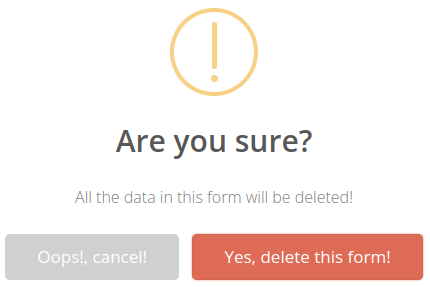 Are you sure?
All the data in this form will be deleted!
Oops!, cancel!
Yes, delete this form!